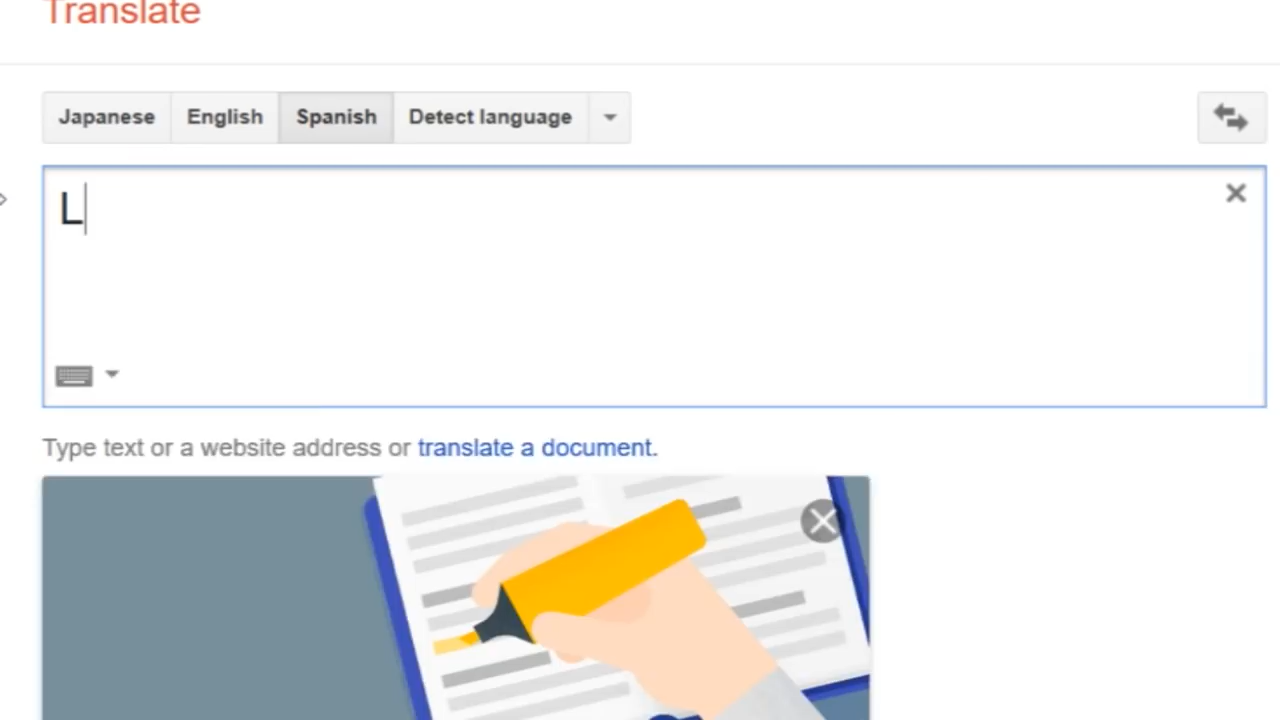 Translate
Japanese English Spanish Detect language
L
Type text or a website address or translate a document.